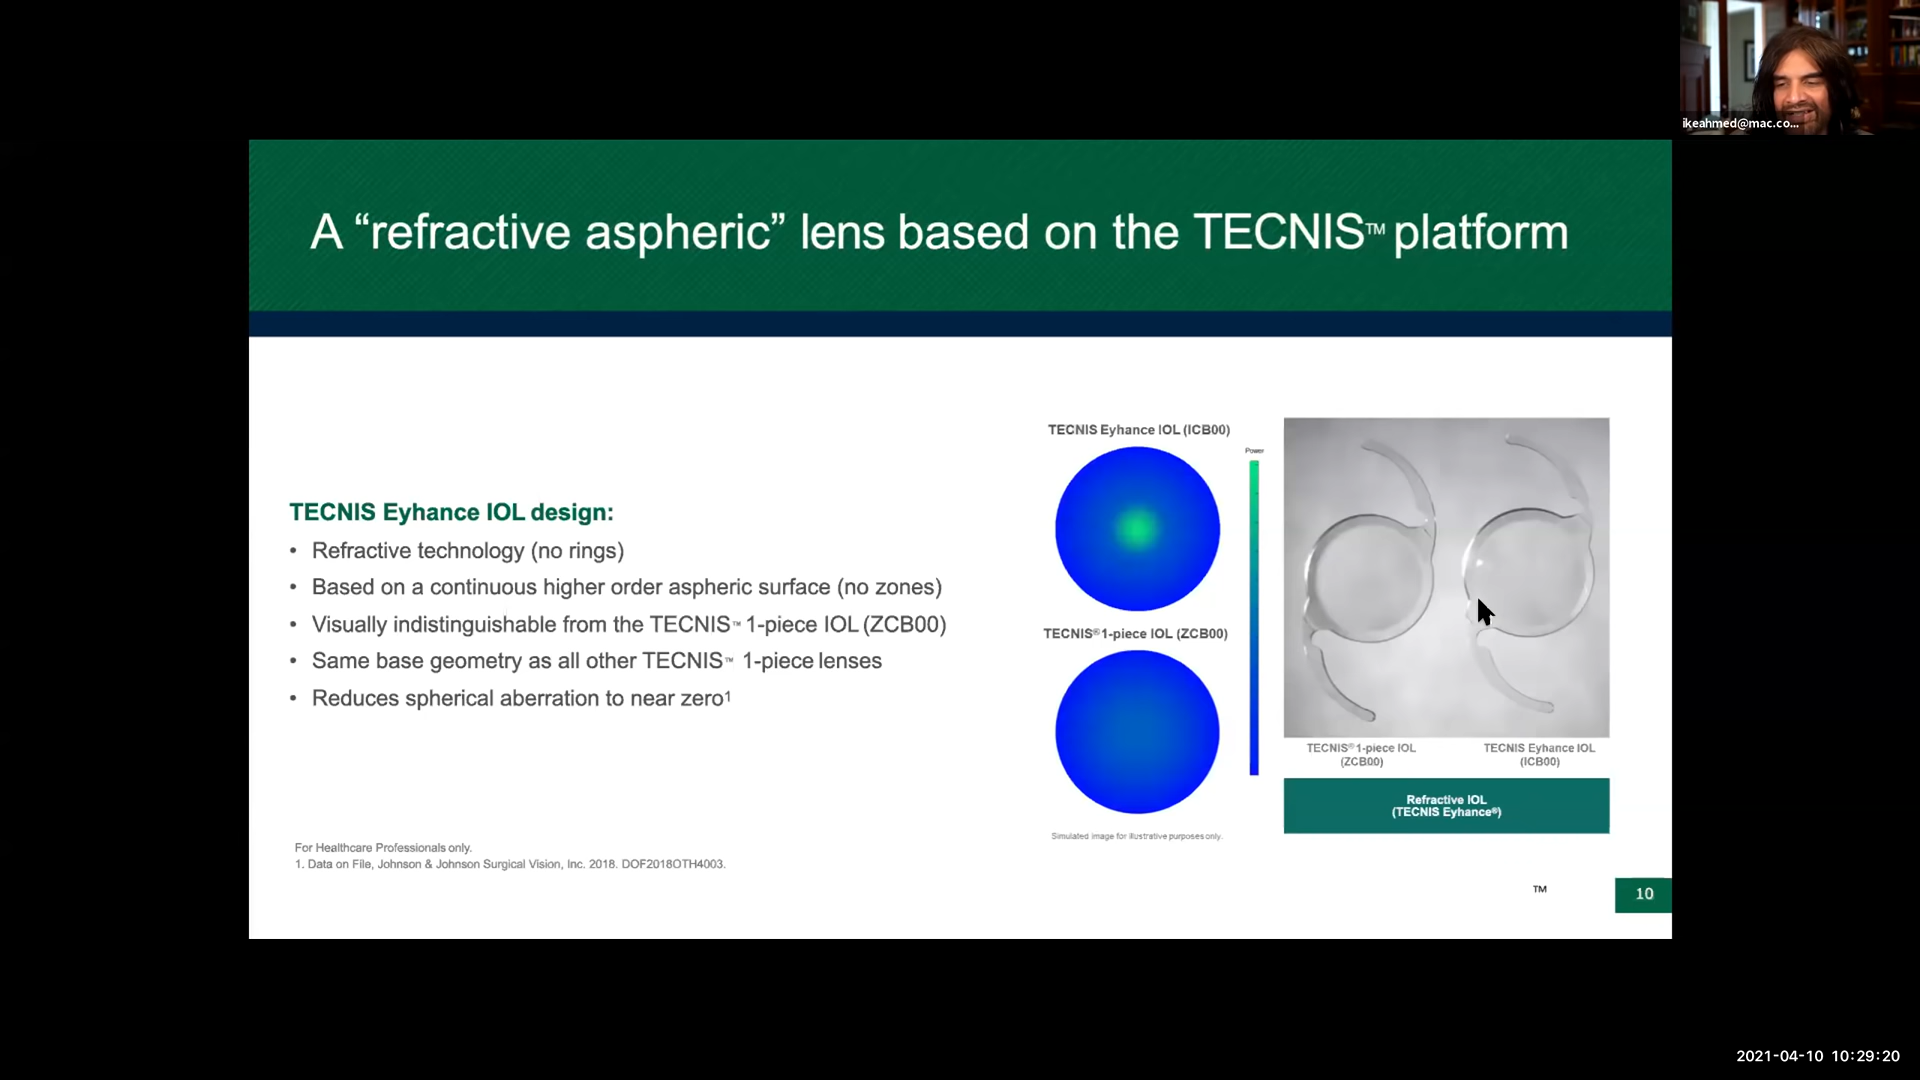 ikeahmed@mac.co...
A “refractive aspheric” lens based on the TECNIS™ platform
TECNIS Eyhance IOL design:
• Refractive technology (no rings)
• Based on a continuous higher order aspheric surface (no zones)
• Visually indistinguishable from the TECNIS™ 1-piece IOL (ZCB00)
• Same base geometry as all other TECNIS™ 1-piece lenses
• Reduces spherical aberration to near zero¹
For Healthcare Professionals only.
1. Data on File, Johnson & Johnson Surgical Vision, Inc. 2018. DOF2018OTH4003.
TECNIS Eyhance IOL (ICB00)
Power
TECNIS® 1-piece IOL (ZCB00)
Simulated image for illustrative purposes only.
TECNIS® 1-piece IOL
(ZCB00)
TECNIS Eyhance IOL
(ICB00)
Refractive IOL
(TECNIS Eyhance®)
TM
10
2021-04-10 10:29:20